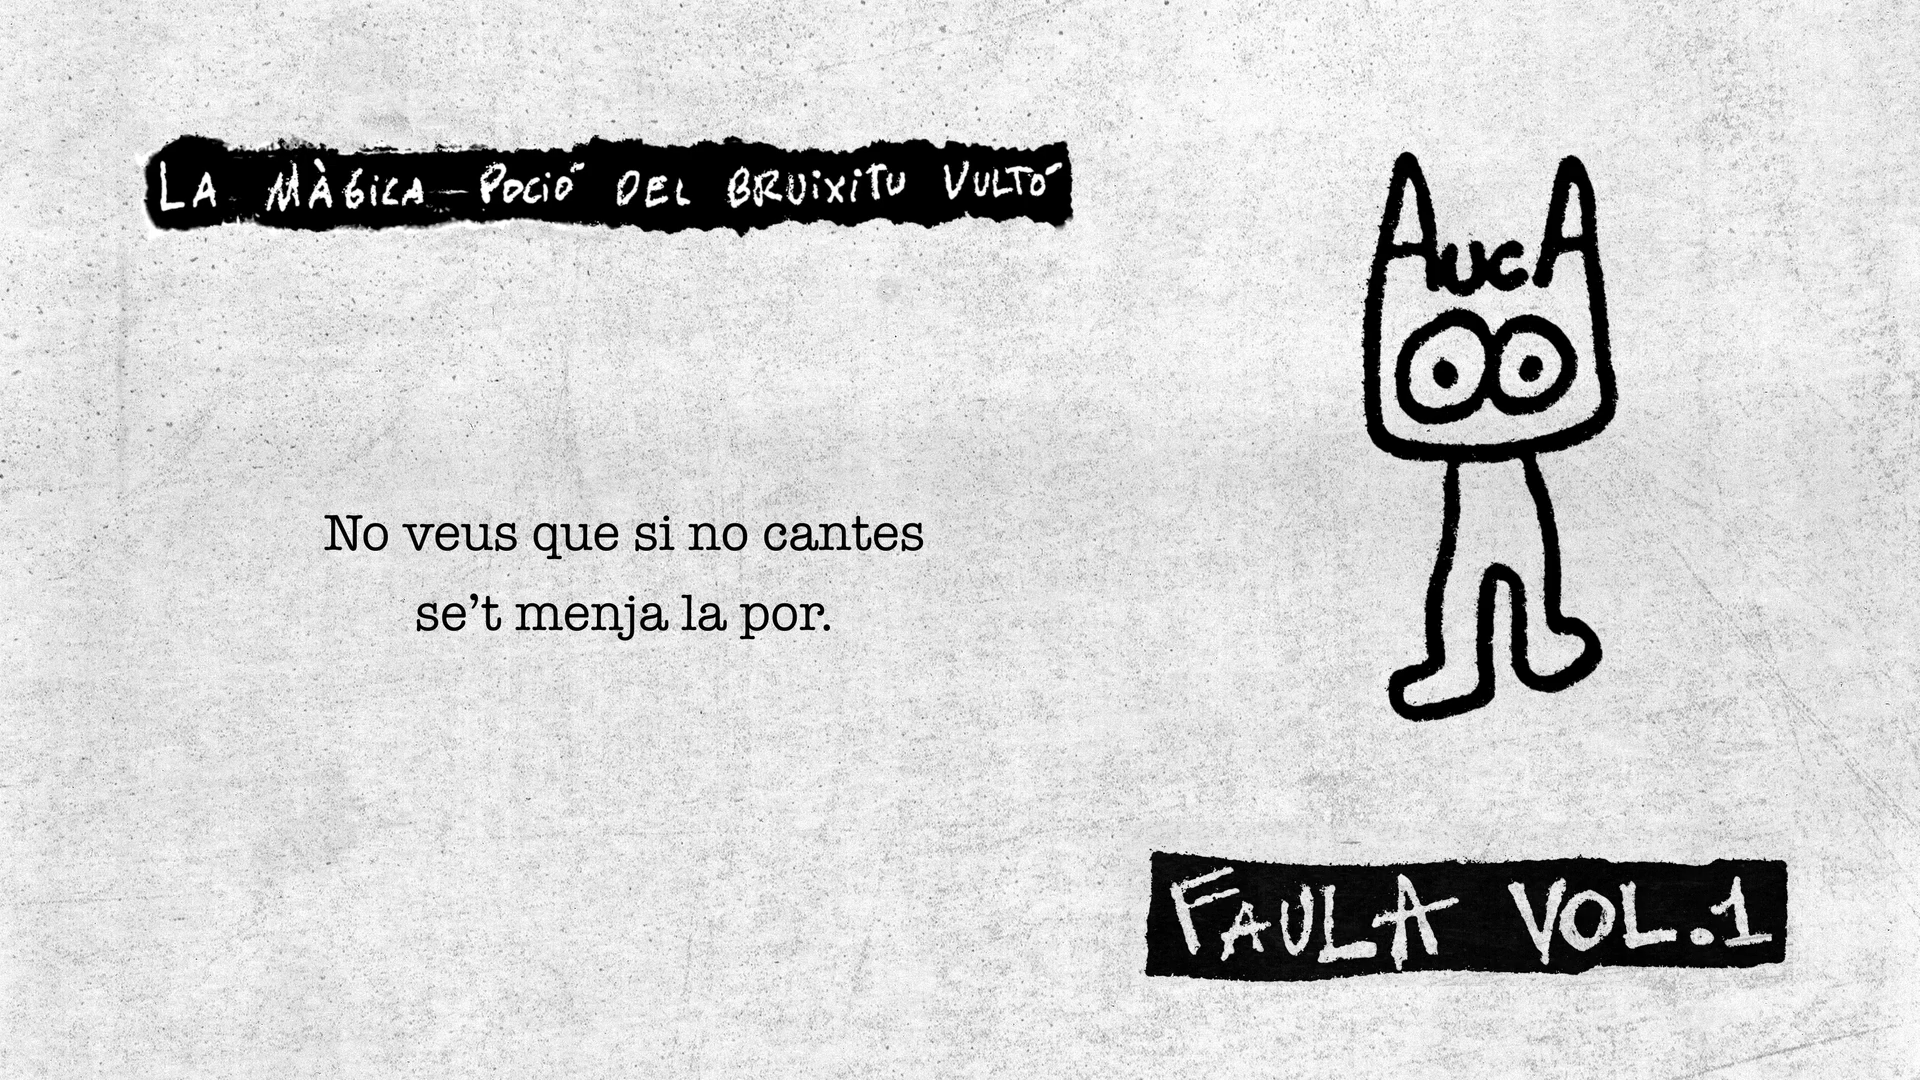 LA MÀGICA POCIÓ DEL BRUIXITU VULTÓ
AUCA
No veus que si no cantes
se't menja la por.
FAULA VOL.1